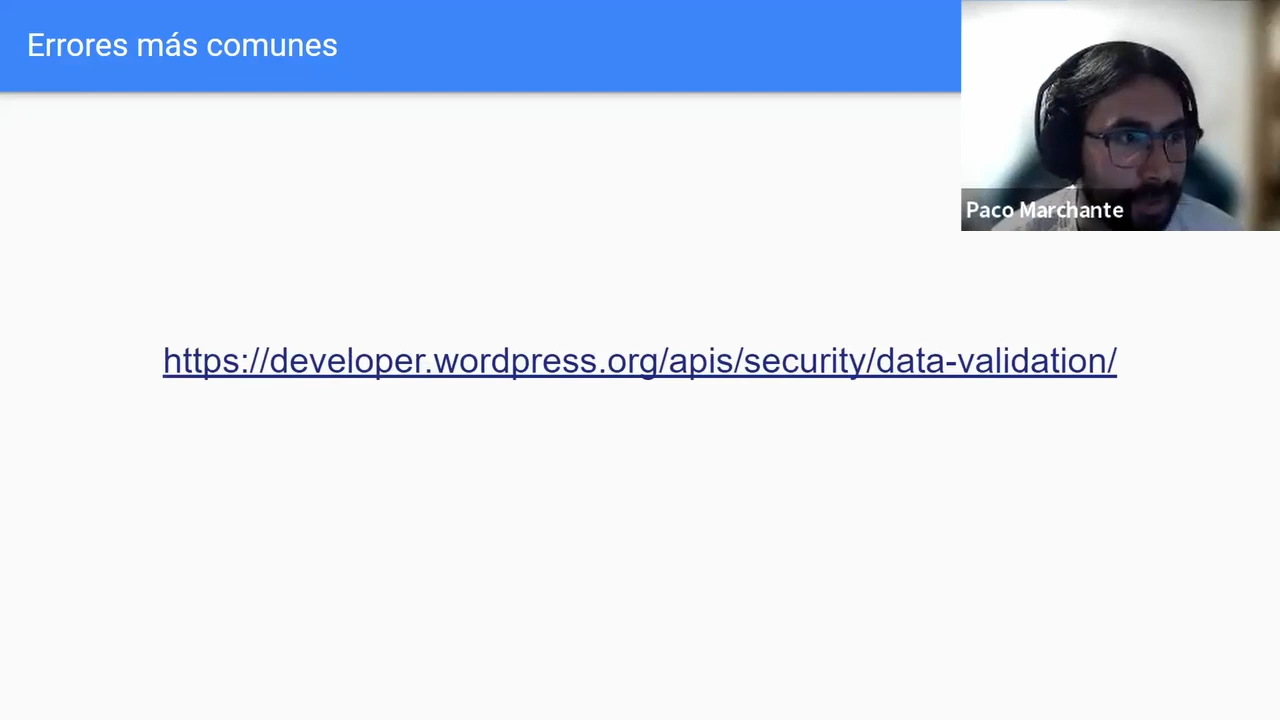 Errores más comunes
Paco Marchante
https://developer.wordpress.org/apis/security/data-validation/